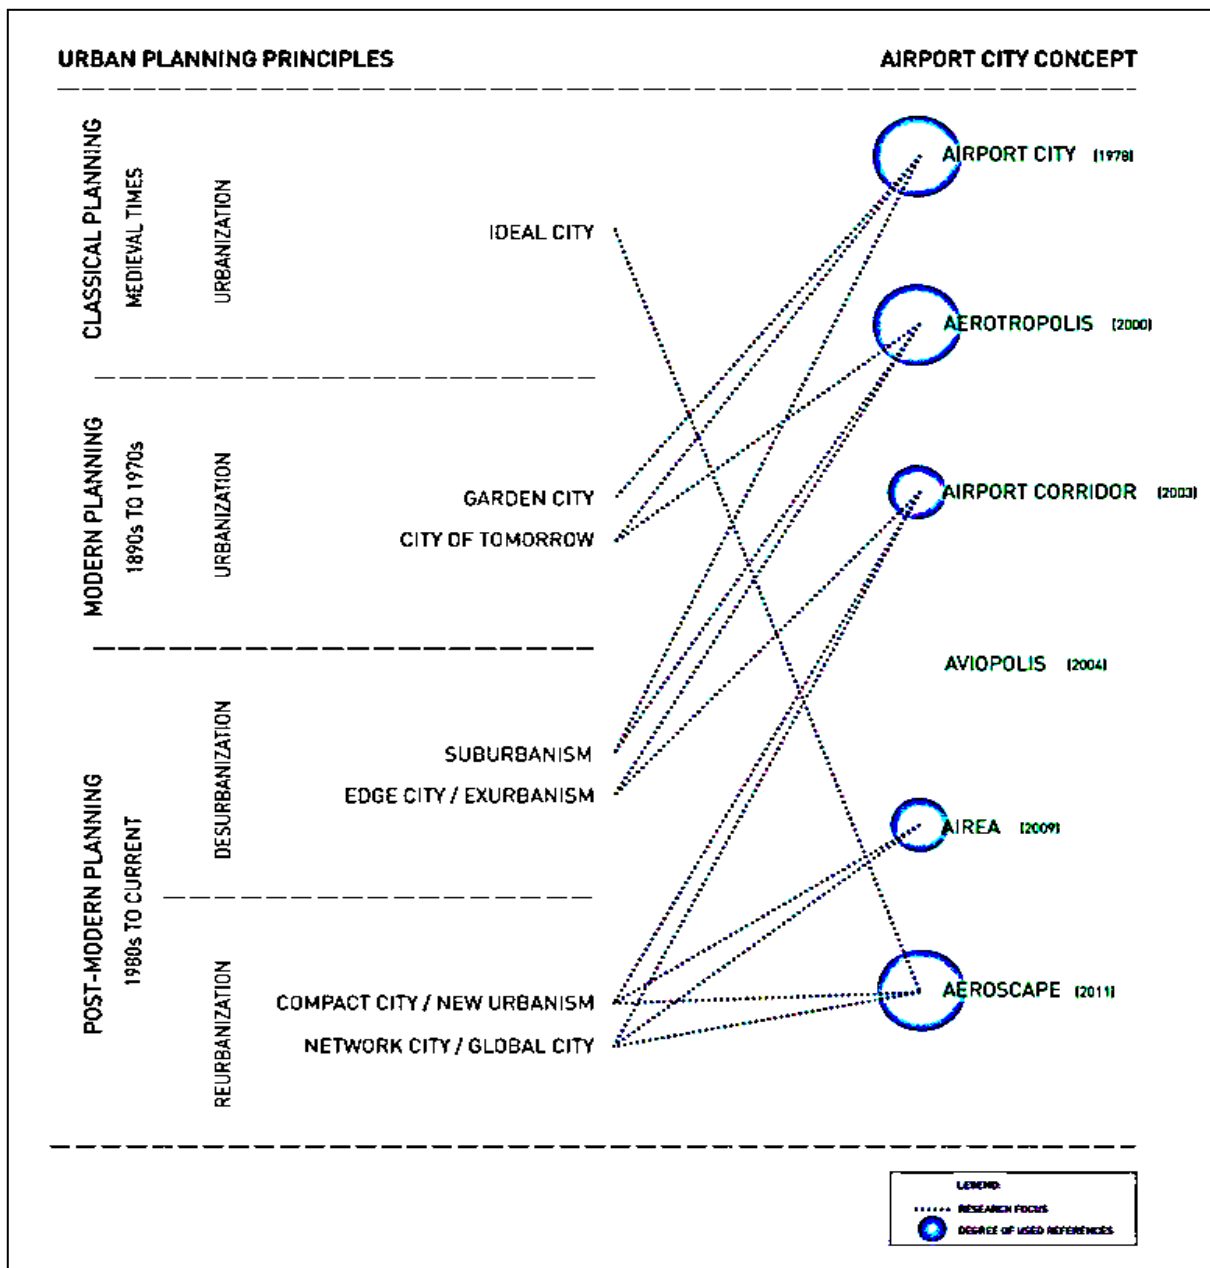 URBAN PLANNING PRINCIPLES
AIRPORT CITY CONCEPT
CLASSICAL PLANNING
MEDIEVAL TIMES
URBANIZATION
IDEAL CITY
MODERN PLANNING
1890s TO 1970s
URBANIZATION
GARDEN CITY
CITY OF TOMORROW
POST-MODERN PLANNING
1980s TO CURRENT
DESURBANIZATION
SUBURBANISM
EDGE CITY / EXURBANISM
REURBANIZATION
COMPACT CITY / NEW URBANISM
NETWORK CITY / GLOBAL CITY
AIRPORT CITY (1978)
AEROTROPOLIS (2000)
AIRPORT CORRIDOR (2003)
AVIOPOLIS (2004)
AIREA (2009)
AEROSCAPE (2011)
LEGEND:
RESEARCH FOCUS
DEGREE OF USED REFERENCES